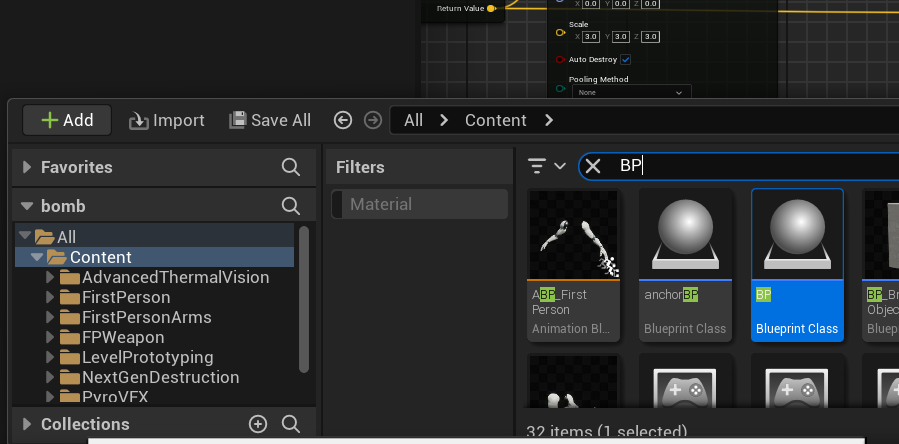 Return Value
X 0.0 Y 0.0 Z 0.0
Scale
X 3.0 Y 3.0 Z 3.0
Auto Destroy
Pooling Method
None
Add Import Save All All Content
Favorites
bomb
All
Content
AdvancedThermalVision
FirstPerson
FirstPersonArms
FPWeapon
LevelPrototyping
NextGenDestruction
PyroVFX
Collections
Filters
Material
BP
ABP_First
Person
Animation Bl...
anchorBP
Blueprint Class
BP
Blueprint Class
BP_Br
Objec
Bluep
32 items (1 selected)